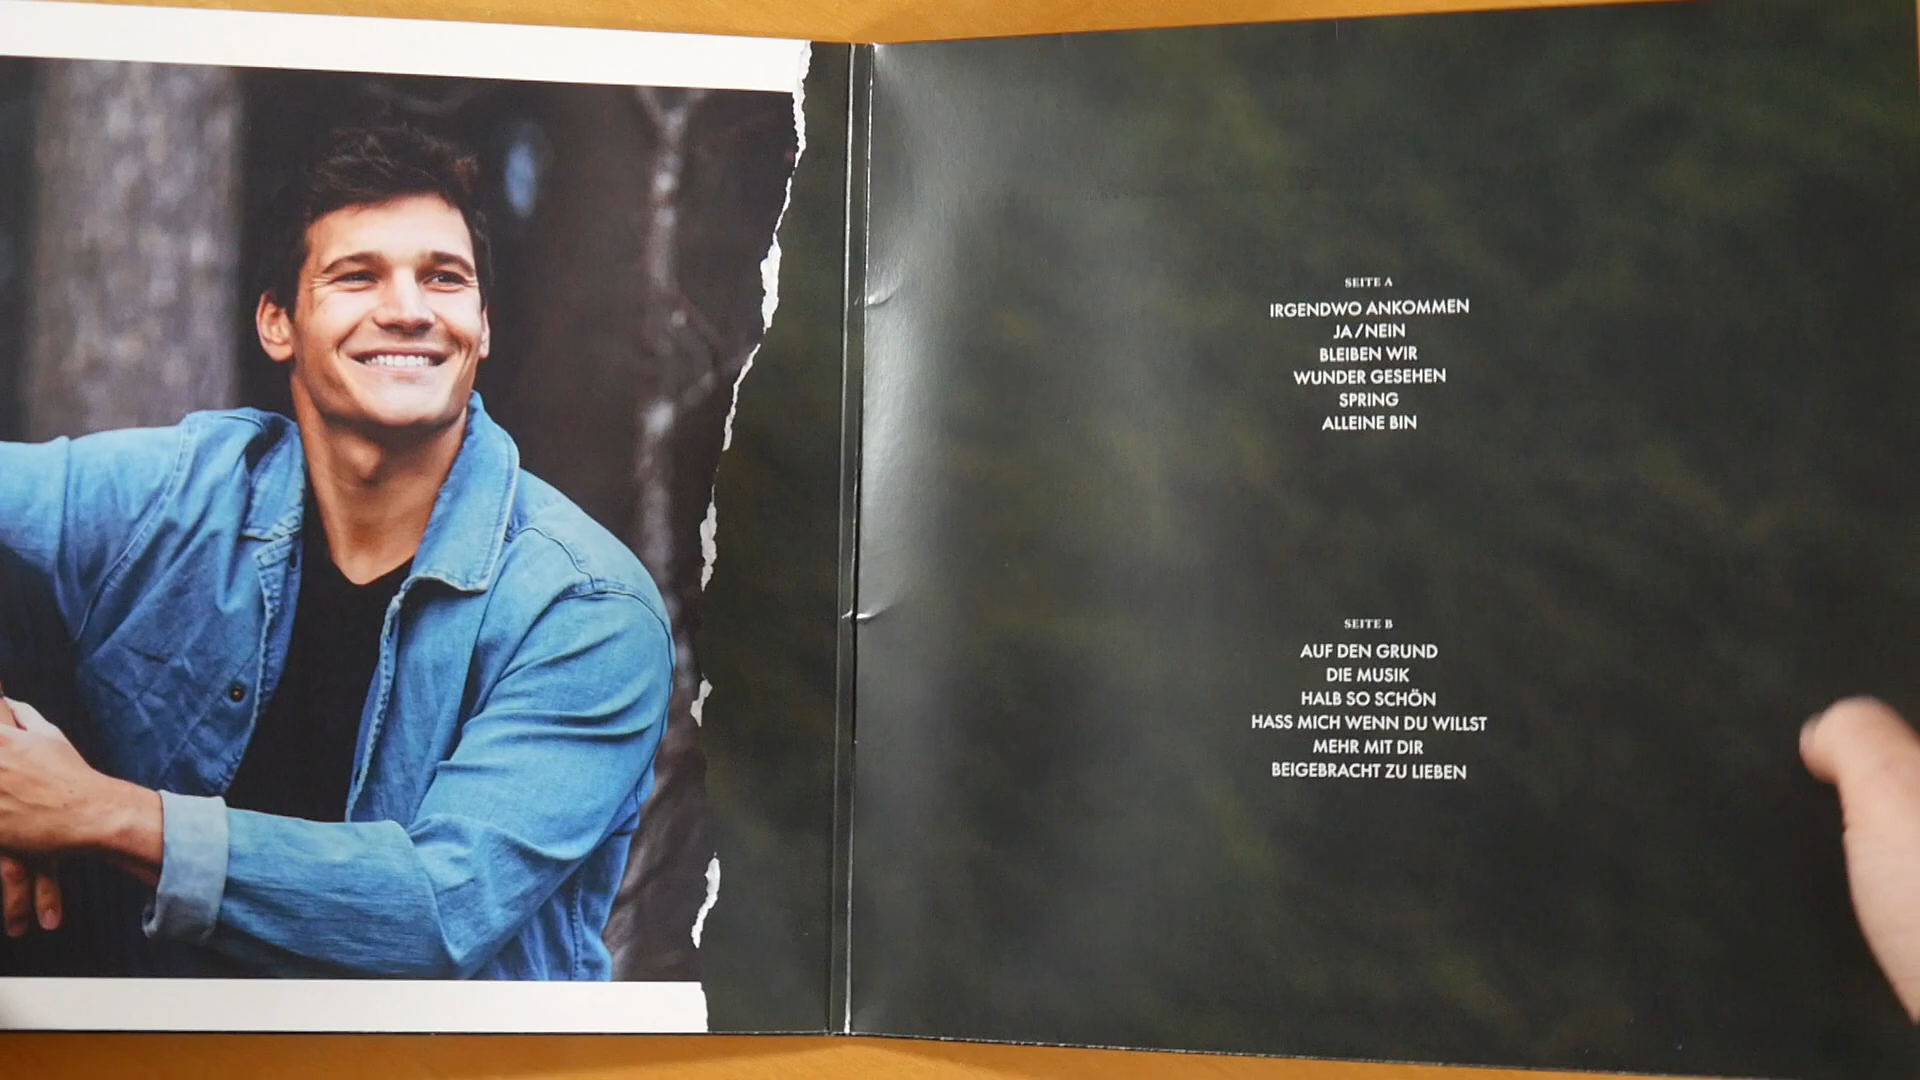 SEITE A
IRGENDWO ANKOMMEN
JA/NEIN
BLEIBEN WIR
WUNDER GESEHEN
SPRING
ALLEINE BIN
SEITE B
AUF DEN GRUND
DIE MUSIK
HALB SO SCHÖN
HASS MICH WENN DU WILLST
MEHR MIT DIR
BEIGEBRACHT ZU LIEBEN